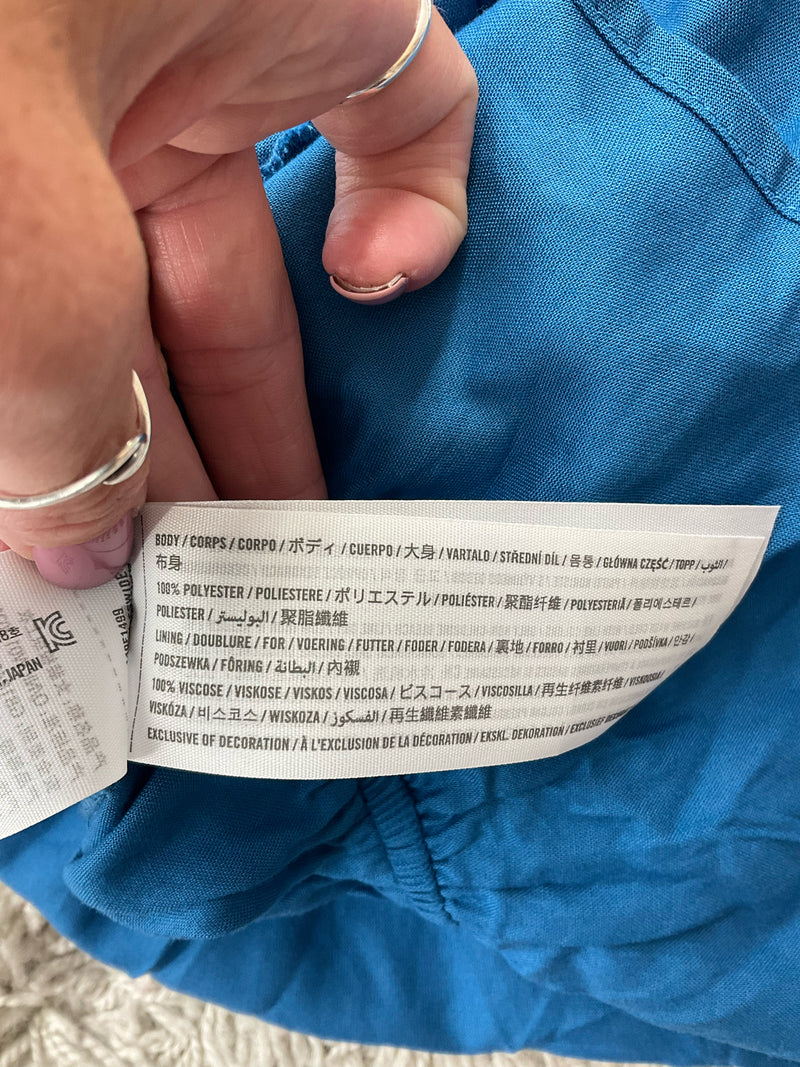 BODY / CORPS / CORPO / ボディ / CUERPO / 大身 / VARTALO / STŘEDNÍ DÍL / 몸통 / GŁÓWNA CZĘŚĆ / TOPP / الثوب /
布身
100% POLYESTER / POLIESTERE / ポリエステル / POLIÉSTER / 聚酯纤维 / POLYESTERIÄ / 폴리에스테르 /
POLIESTER / البوليستر / 聚脂纖維
LINING / DOUBLURE / FOR / VOERING / FUTTER / FODER / FODERA / 裏地 / FORRO / 衬里 / VUORI / PODŠÍVKA / 안감 /
PODSZEWKA / FÔRING / البطانة / 內襯
100% VISCOSE / VISKOSE / VISKOS / VISCOSA / ビスコース / VISCOSILLA / 再生纤维素纤维 / VISKOOSIA /
VISKÓZA / 비스코스 / WISKOZA / الفسكوز / 再生纖維素纖維
EXCLUSIVE OF DECORATION / À L'EXCLUSION DE LA DÉCORATION / EKSKL. DEKORATION / EXCLUSIEF
8호
JAPAN
1499